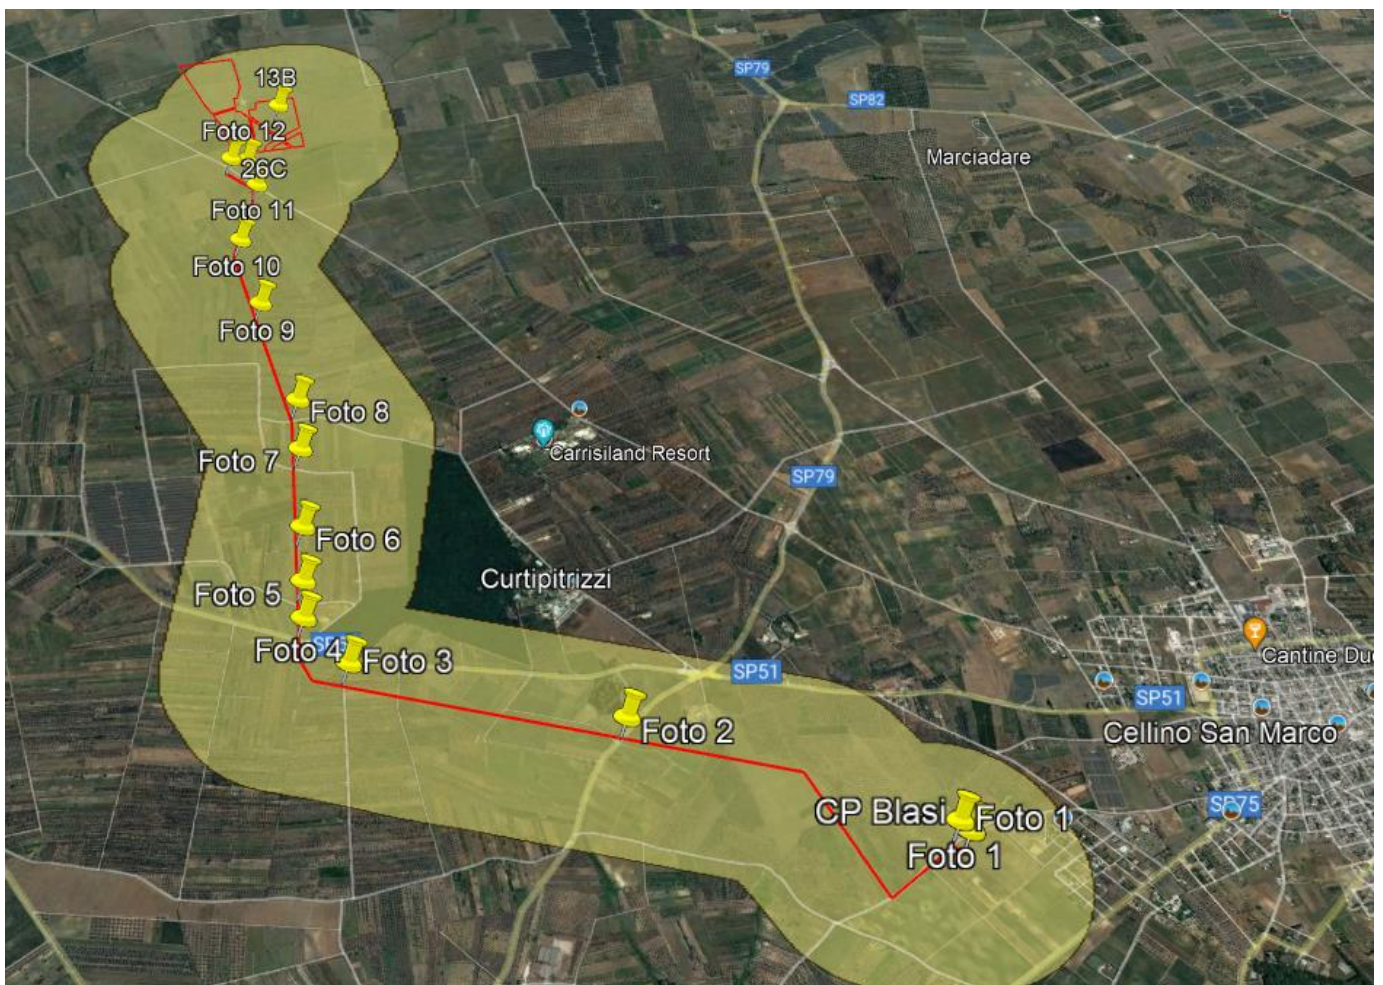 SP79
13B
SP82
Foto 12
Marciadare
26C
Foto 11
Foto 10
Foto 9
Foto 8
Carrisiland Resort
Foto 7
SP79
Foto 6
Curtipitrizzi
Foto 5
Foto 4
Foto 3
Cantine Due
SP51
SP51
Foto 2
Cellino San Marco
SP75
CP Blasi
Foto 1
Foto 1